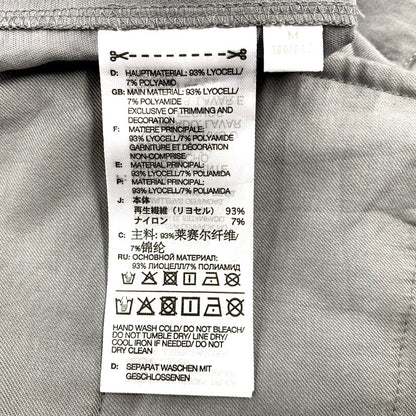 M
D: HAUPTMATERIAL: 93% LYOCELL/
7% POLYAMID
GB: MAIN MATERIAL: 93% LYOCELL/
7% POLYAMIDE
EXCLUSIVE OF TRIMMING AND
DECORATION
F: MATIERE PRINCIPALE:
93% LYOCELL/7% POLYAMIDE
GARNITURE ET DÉCORATION
NON-COMPRISE
E: MATERIAL PRINCIPAL:
93% LYOCELL/7% POLIAMIDA
P: MATERIAL PRINCIPAL:
93% LYOCELL/7% POLIAMIDA
J: 本体
再生繊維（リヨセル） 93%
ナイロン 7%
C: 主料: 93%莱赛尔纤维/
7%锦纶
RU: ОСНОВНОЙ МАТЕРИАЛ:
93% ЛИОЦЕЛЛ/7% ПОЛИАМИД
HAND WASH COLD/ DO NOT BLEACH/
DO NOT TUMBLE DRY/ LINE DRY/
COOL IRON IF NEEDED/ DO NOT
DRY CLEAN
D: SEPARAT WASCHEN MIT
GESCHLOSSENEN